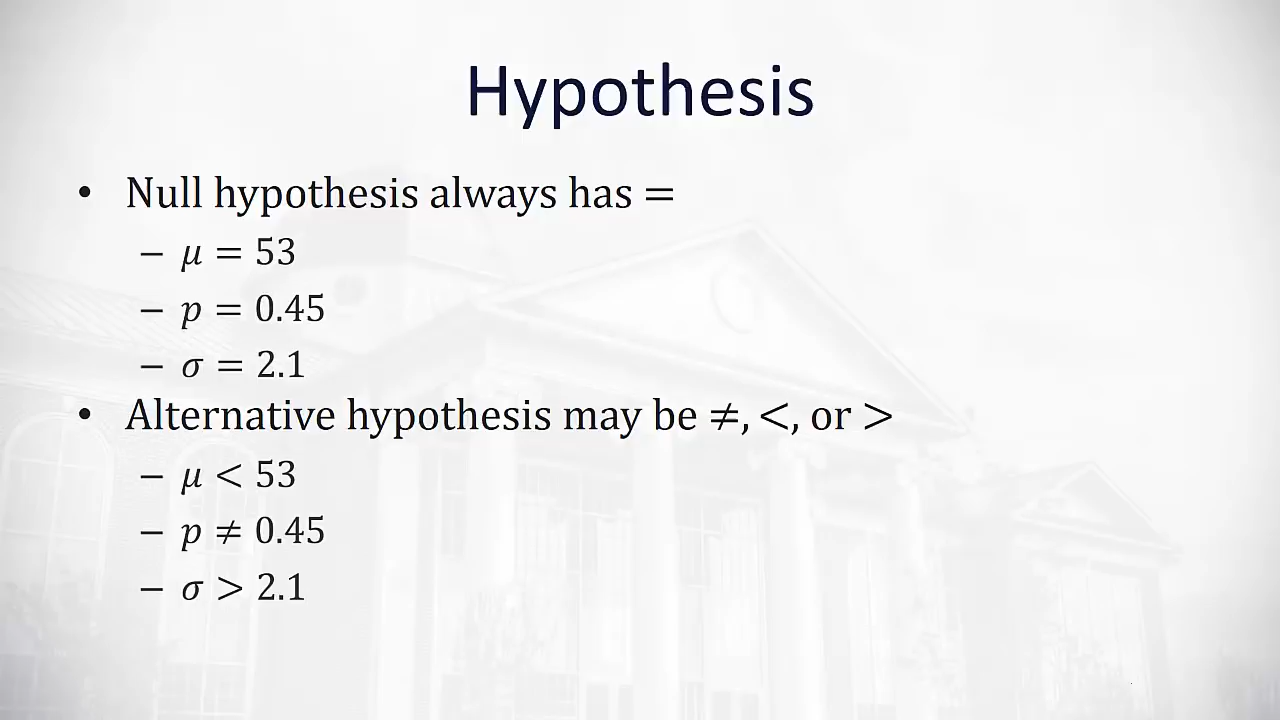 Hypothesis
• Null hypothesis always has =
– μ = 53
– p = 0.45
– σ = 2.1
• Alternative hypothesis may be ≠, <, or >
– μ < 53
– p ≠ 0.45
– σ > 2.1